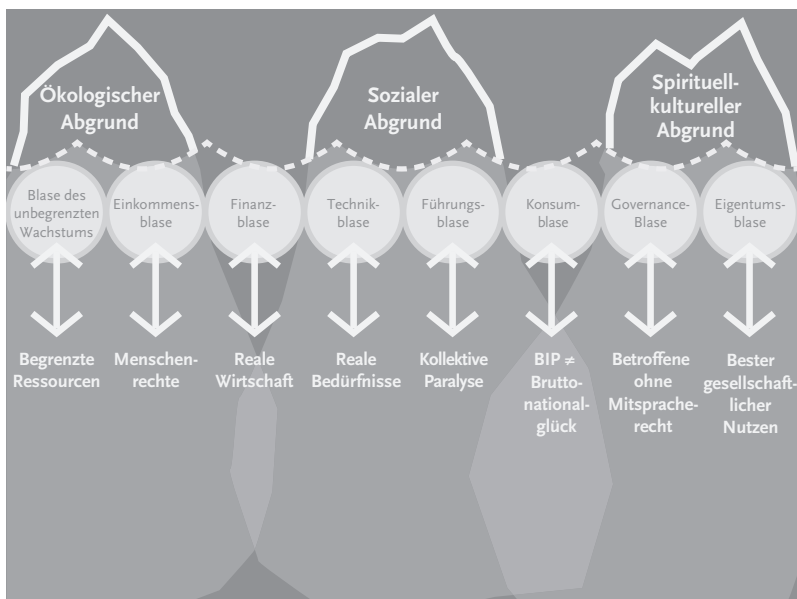 Ökologischer
Abgrund
Sozialer
Abgrund
Spirituell-
kultureller
Abgrund
Blase des
unbegrenzten
Wachstums
Einkommens-
blase
Finanz-
blase
Technik-
blase
Führungs-
blase
Konsum-
blase
Governance-
Blase
Eigentums-
blase
Begrenzte
Ressourcen
Menschen-
rechte
Reale
Wirtschaft
Reale
Bedürfnisse
Kollektive
Paralyse
BIP ≠
Brutto-
national-
glück
Betroffene
ohne
Mitsprache-
recht
Bester
gesellschaft-
licher
Nutzen